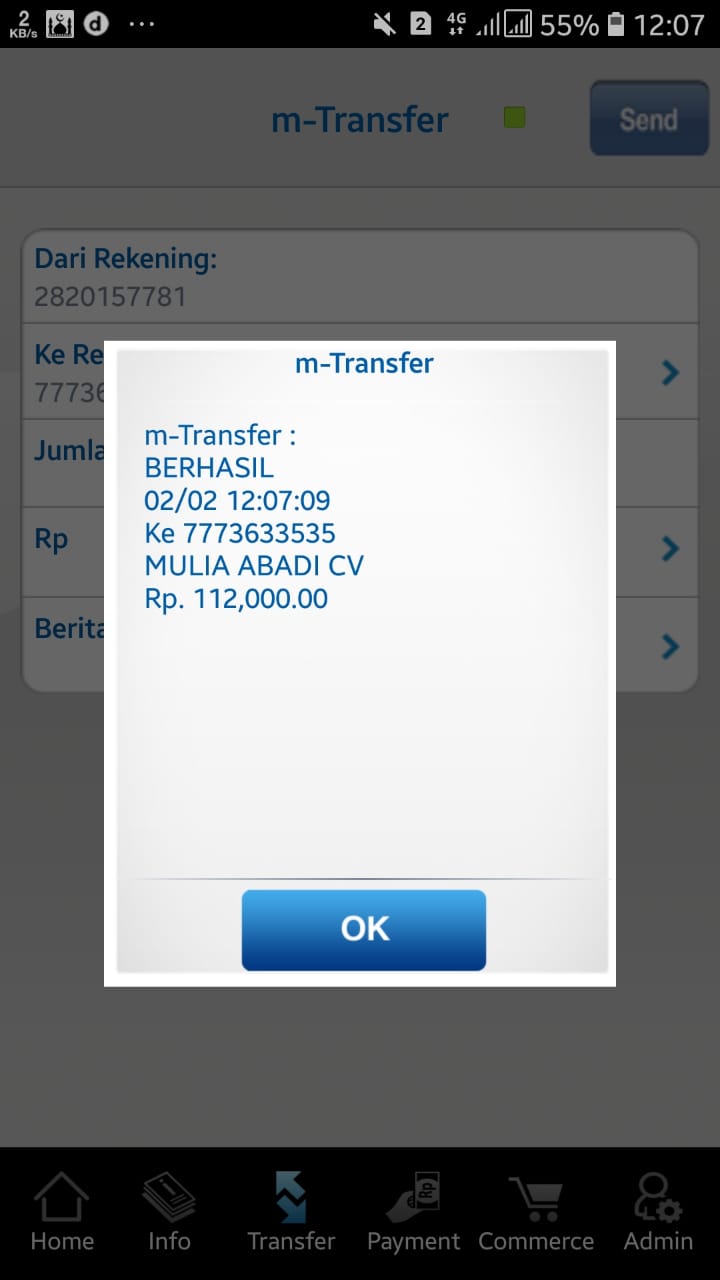 2
KB/s
2
4G
55%
12:07
m-Transfer
Send
Dari Rekening:
2820157781
Ke Re
77736
Jumla
Rp
Berita
m-Transfer
m-Transfer :
BERHASIL
02/02 12:07:09
Ke 7773633535
MULIA ABADI CV
Rp. 112,000.00
OK
Home
Info
Transfer
Payment
Commerce
Admin